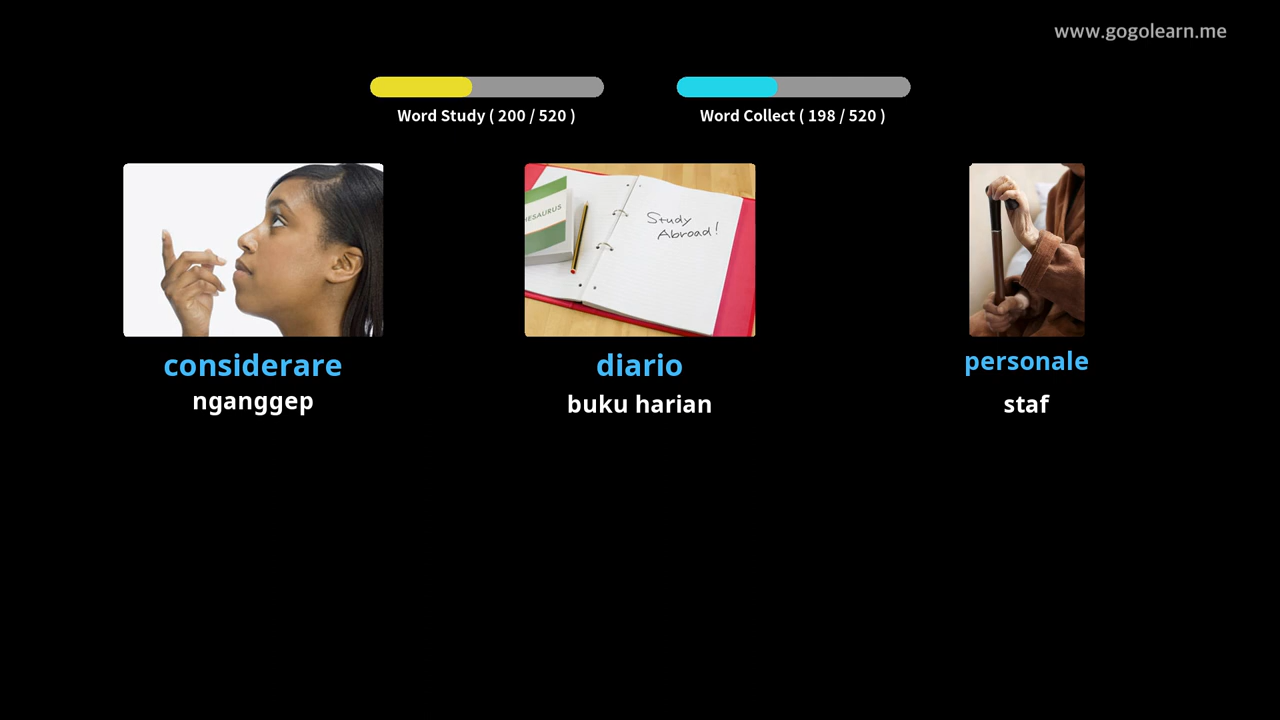 www.gogolearn.me
Word Study ( 200 / 520 )
Word Collect ( 198 / 520 )
HESAURUS
Study
Abroad!
considerare
diario
personale
nganggep
buku harian
staf